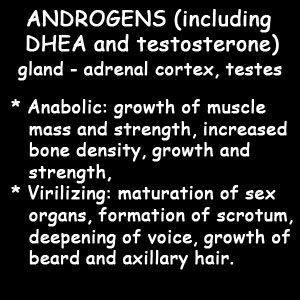 ANDROGENS (including
DHEA and testosterone)
gland - adrenal cortex, testes
* Anabolic: growth of muscle
mass and strength, increased
bone density, growth and
strength,
* Virilizing: maturation of sex
organs, formation of scrotum,
deepening of voice, growth of
beard and axillary hair.